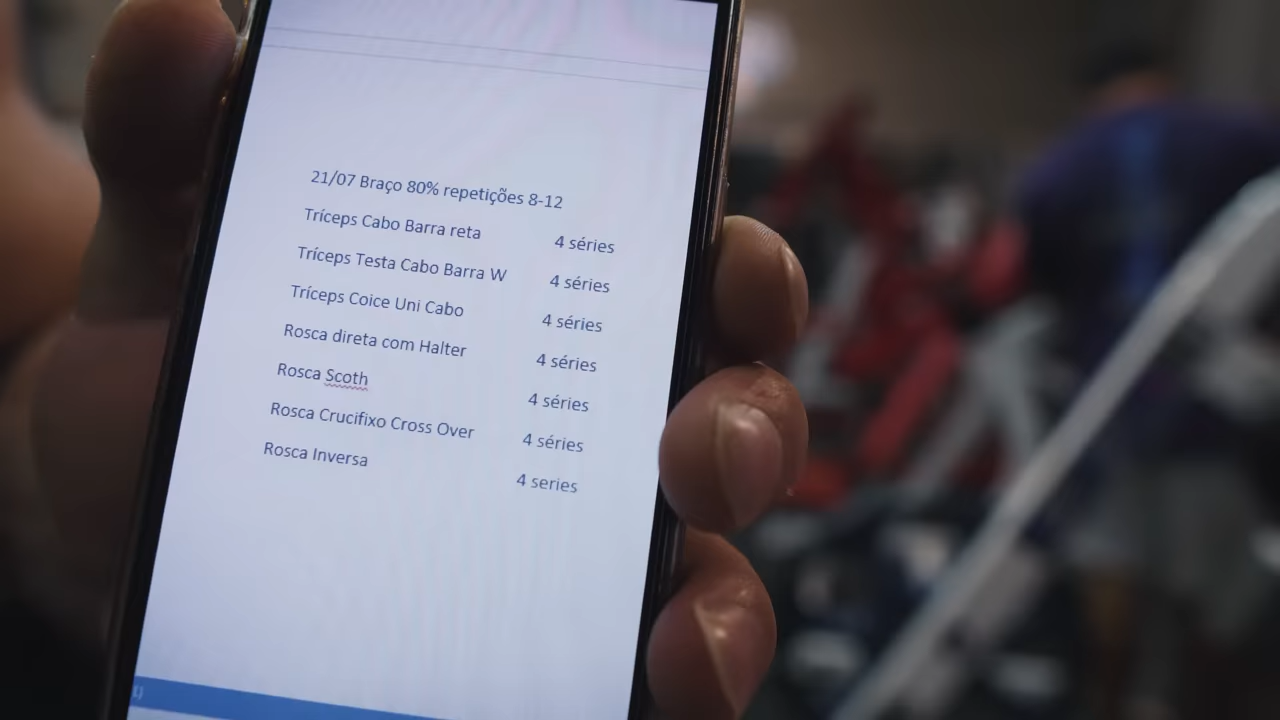 21/07 Braço 80% repetições 8-12
Tríceps Cabo Barra reta 4 séries
Tríceps Testa Cabo Barra W 4 séries
Tríceps Coice Uni Cabo 4 séries
Rosca direta com Halter 4 séries
Rosca Scoth 4 séries
Rosca Crucifixo Cross Over 4 séries
Rosca Inversa 4 series